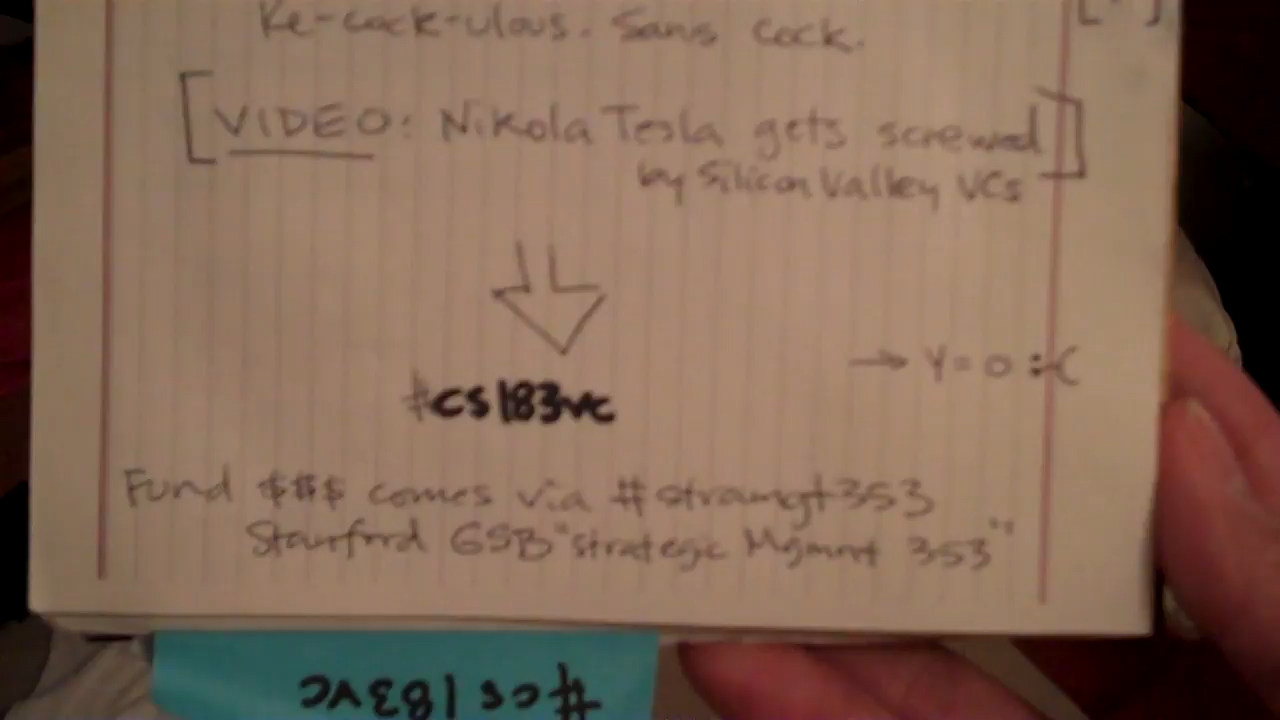 Re-cock-ulous. Sans cock.
[VIDEO: Nikola Tesla gets screwed]
by Silicon Valley VCs
→ Y=0 :-(
#cs183vc
Fund $$$ comes via #stramgt353
Stanford GSB "Strategic Mgmnt 353"
#cs183vc